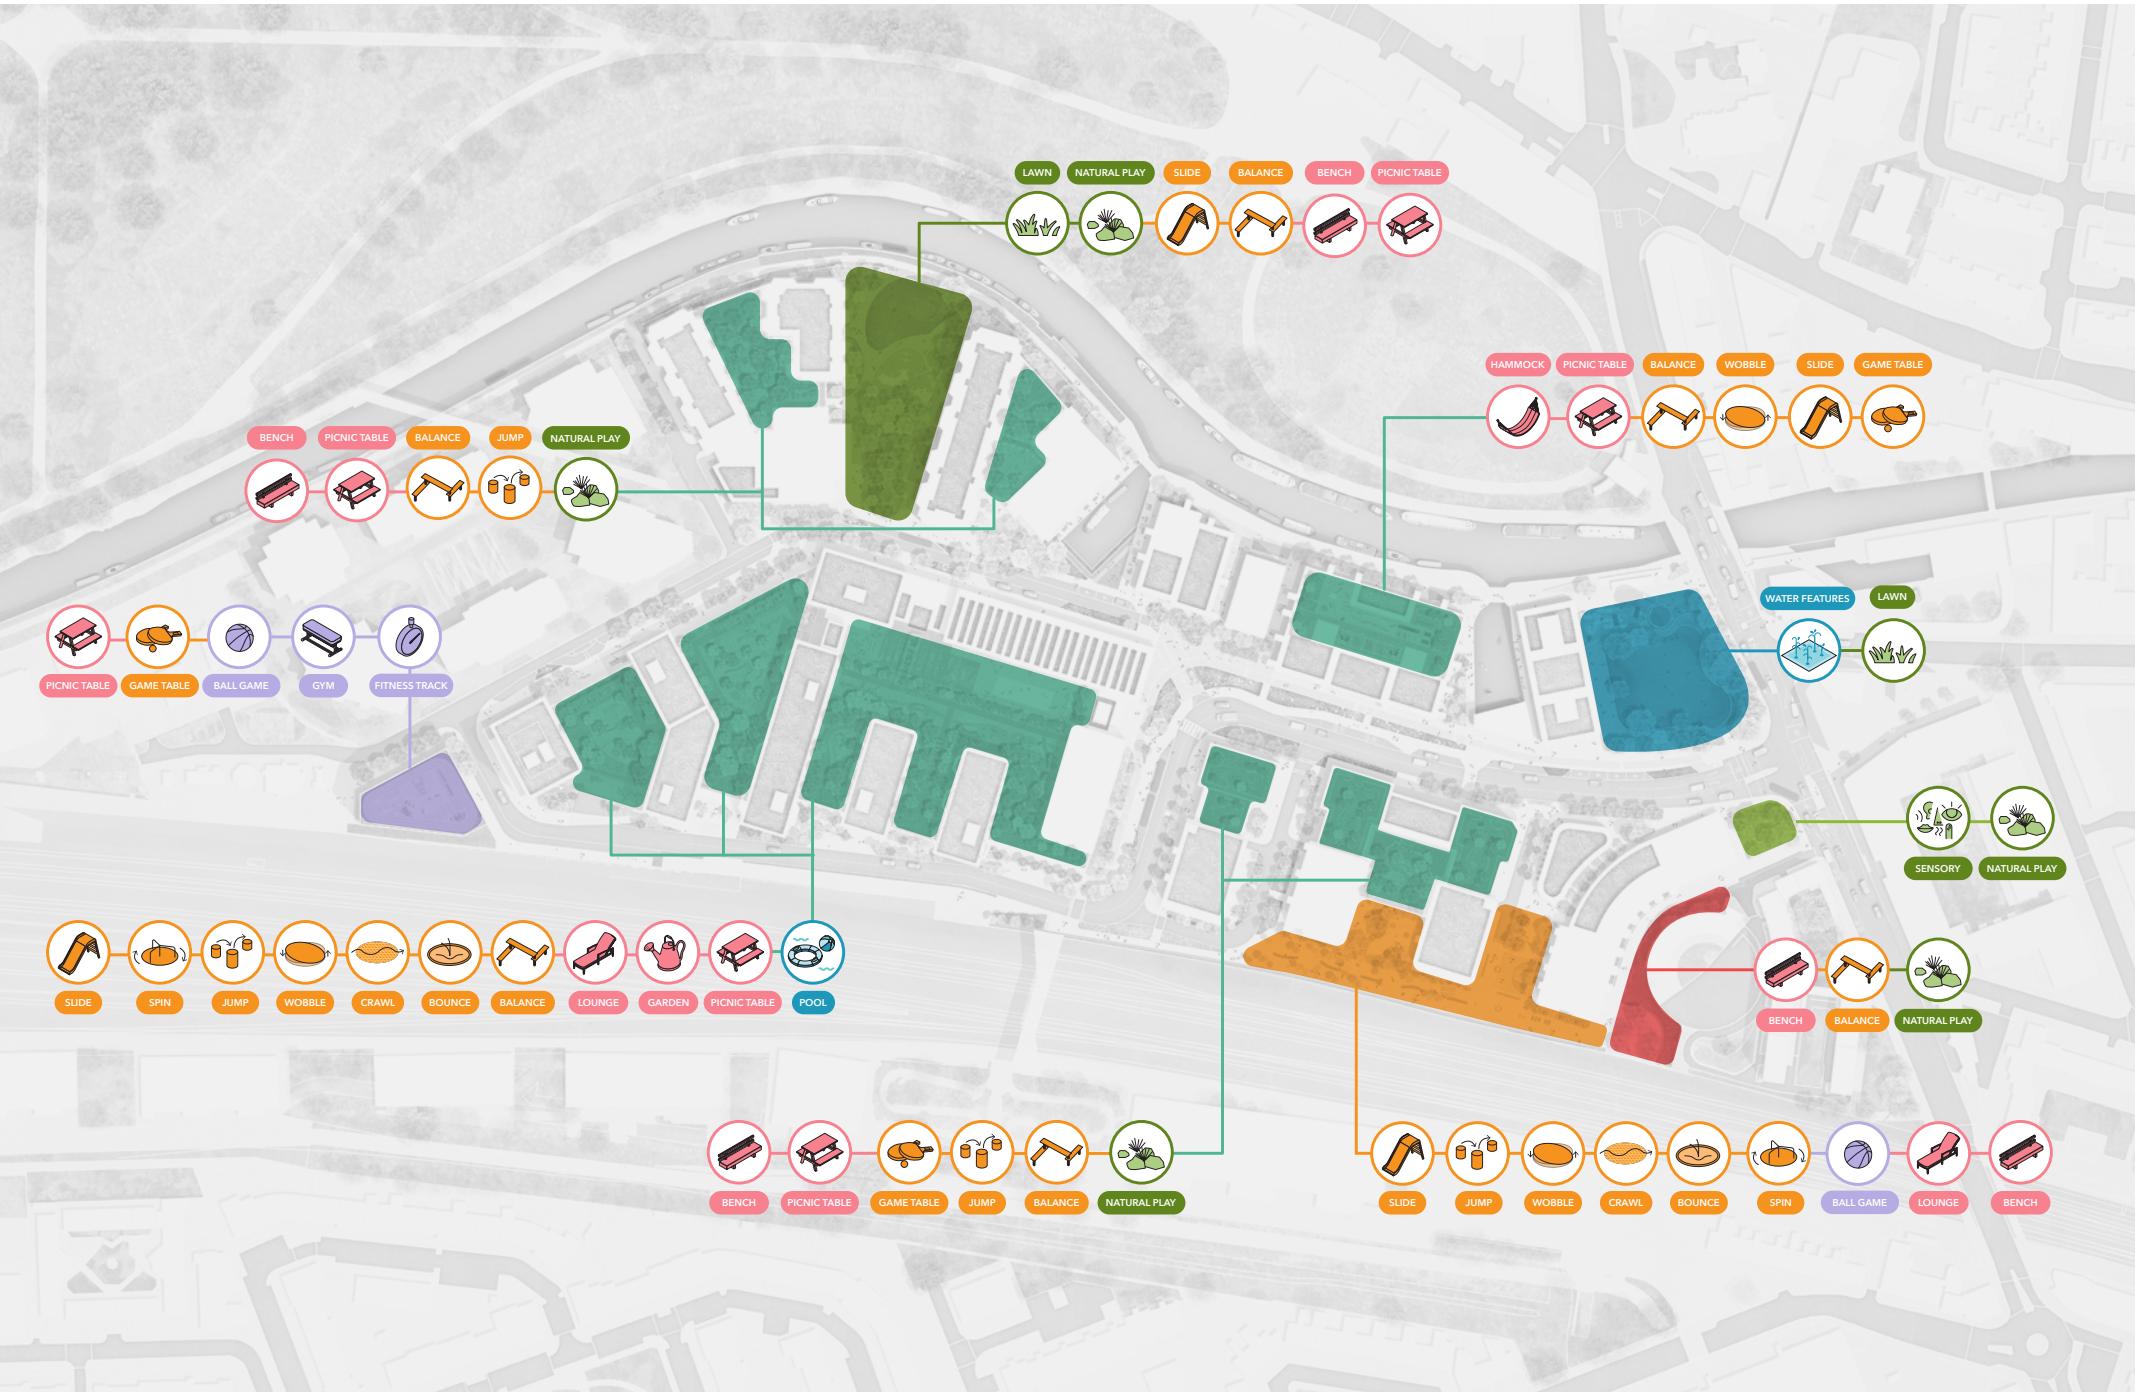 LAWN NATURAL PLAY SLIDE BALANCE BENCH PICNIC TABLE
HAMMOCK PICNIC TABLE BALANCE WOBBLE SLIDE GAME TABLE
BENCH PICNIC TABLE BALANCE JUMP NATURAL PLAY
WATER FEATURES LAWN
PICNIC TABLE GAME TABLE BALL GAME GYM FITNESS TRACK
SENSORY NATURAL PLAY
SLIDE SPIN JUMP WOBBLE CRAWL BOUNCE BALANCE LOUNGE GARDEN PICNIC TABLE POOL
BENCH BALANCE NATURAL PLAY
BENCH PICNIC TABLE GAME TABLE JUMP BALANCE NATURAL PLAY
SLIDE JUMP WOBBLE CRAWL BOUNCE SPIN BALL GAME LOUNGE BENCH